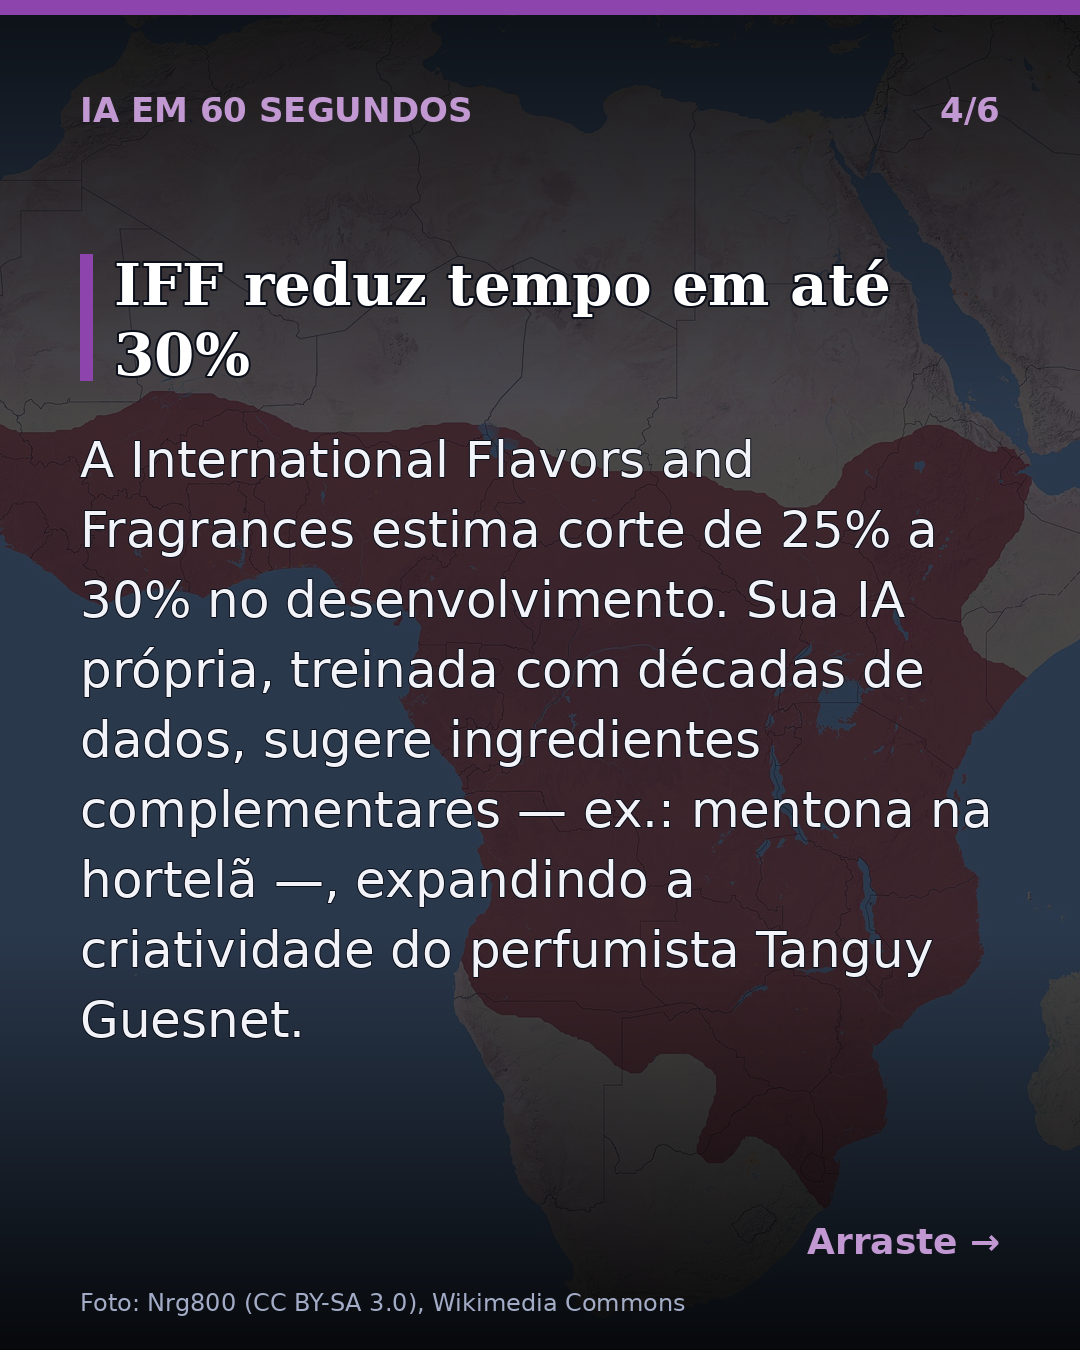 IA EM 60 SEGUNDOS
4/6
IFF reduz tempo em até
30%
A International Flavors and
Fragrances estima corte de 25% a
30% no desenvolvimento. Sua IA
própria, treinada com décadas de
dados, sugere ingredientes
complementares — ex.: mentona na
hortelã —, expandindo a
criatividade do perfumista Tanguy
Guesnet.
Arraste →
Foto: Nrg800 (CC BY-SA 3.0), Wikimedia Commons